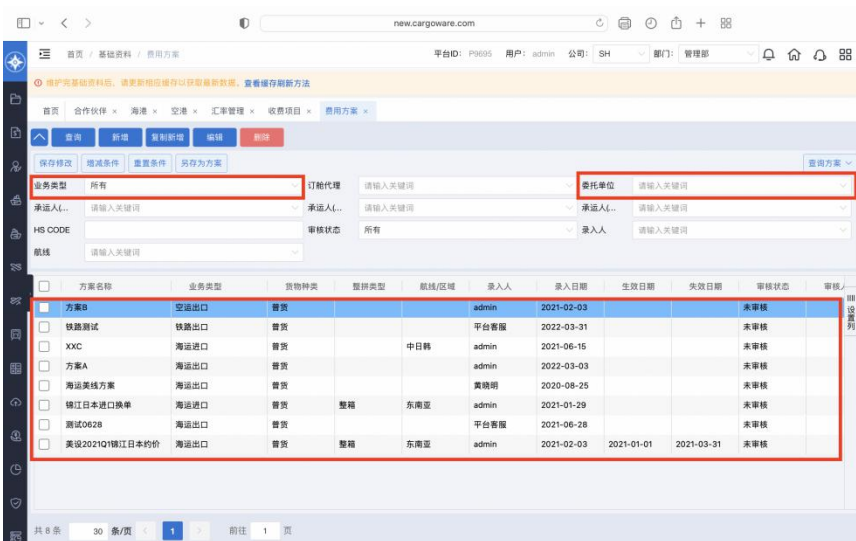 new.cargoware.com
首页 / 基础资料 / 费用方案 平台ID: P9695 用户: admin 公司: SH 部门: 管理部
维护完基础资料后, 请更新相应缓存以获取最新数据。查看缓存刷新方法
首页 合作伙伴 × 海港 × 空港 × 汇率管理 × 收费项目 × 费用方案 ×
查询 新增 复制新增 编辑 删除
保存修改 增减条件 重置条件 另存为方案 查询方案
业务类型 所有 订舱代理 请输入关键词 委托单位 请输入关键词
承运人(... 请输入关键词 承运人(... 请输入关键词 承运人(... 请输入关键词
HS CODE 审核状态 所有 录入人 请输入关键词
航线 请输入关键词
方案名称 业务类型 货物种类 整拼类型 航线/区域 录入人 录入日期 生效日期 失效日期 审核状态 审核
方案B 空运出口 普货 admin 2021-02-03 未审核
铁路测试 铁路出口 普货 平台客服 2022-03-31 未审核
XXC 海运进口 普货 中日韩 admin 2021-06-15 未审核
方案A 海运出口 普货 admin 2022-03-03 未审核
海运美线方案 海运出口 普货 黄晓明 2020-08-25 未审核
锦江日本进口换单 海运进口 普货 整箱 东南亚 admin 2021-01-29 未审核
测试0628 海运出口 普货 平台客服 2021-06-28 未审核
美设2021Q1锦江日本约价 海运出口 普货 整箱 东南亚 admin 2021-02-03 2021-01-01 2021-03-31 未审核
设置列
共 8 条 30 条/页 1 前往 1 页